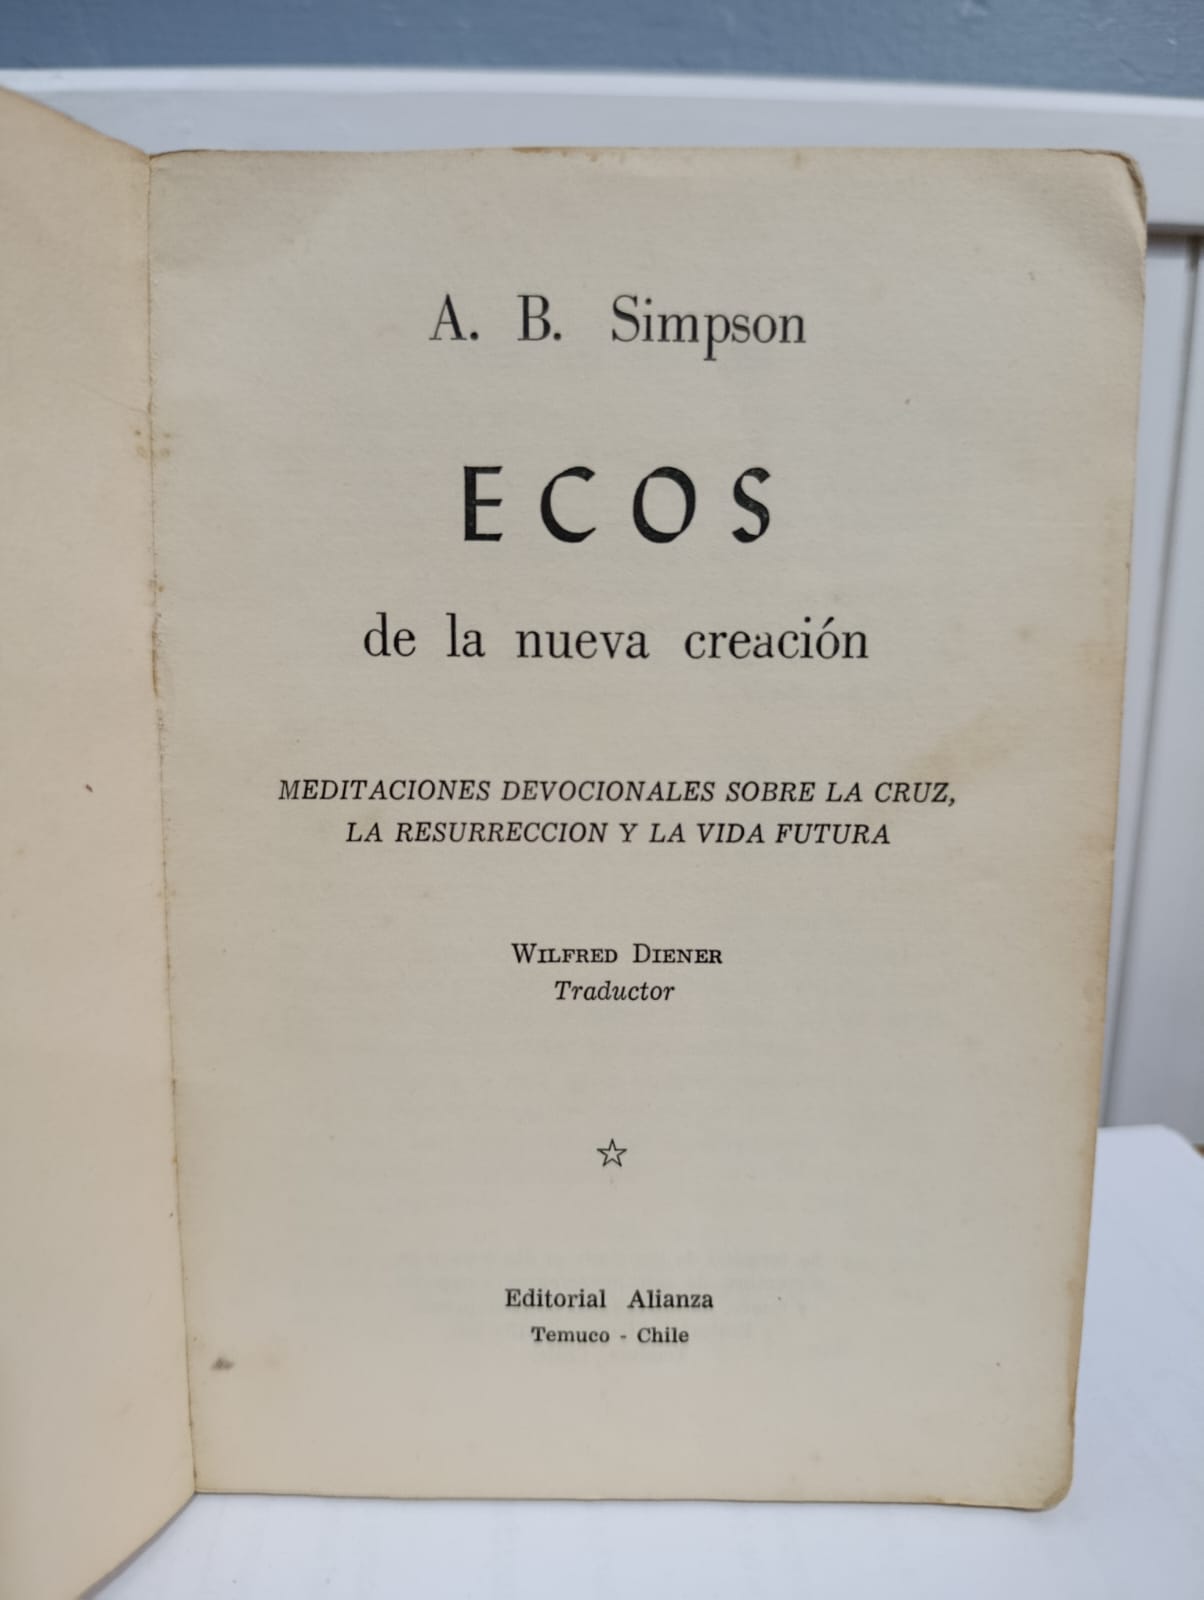 A. B. Simpson
ECOS
de la nueva creación
MEDITACIONES DEVOCIONALES SOBRE LA CRUZ,
LA RESURRECCION Y LA VIDA FUTURA
WILFRED DIENER
Traductor
Editorial Alianza
Temuco - Chile